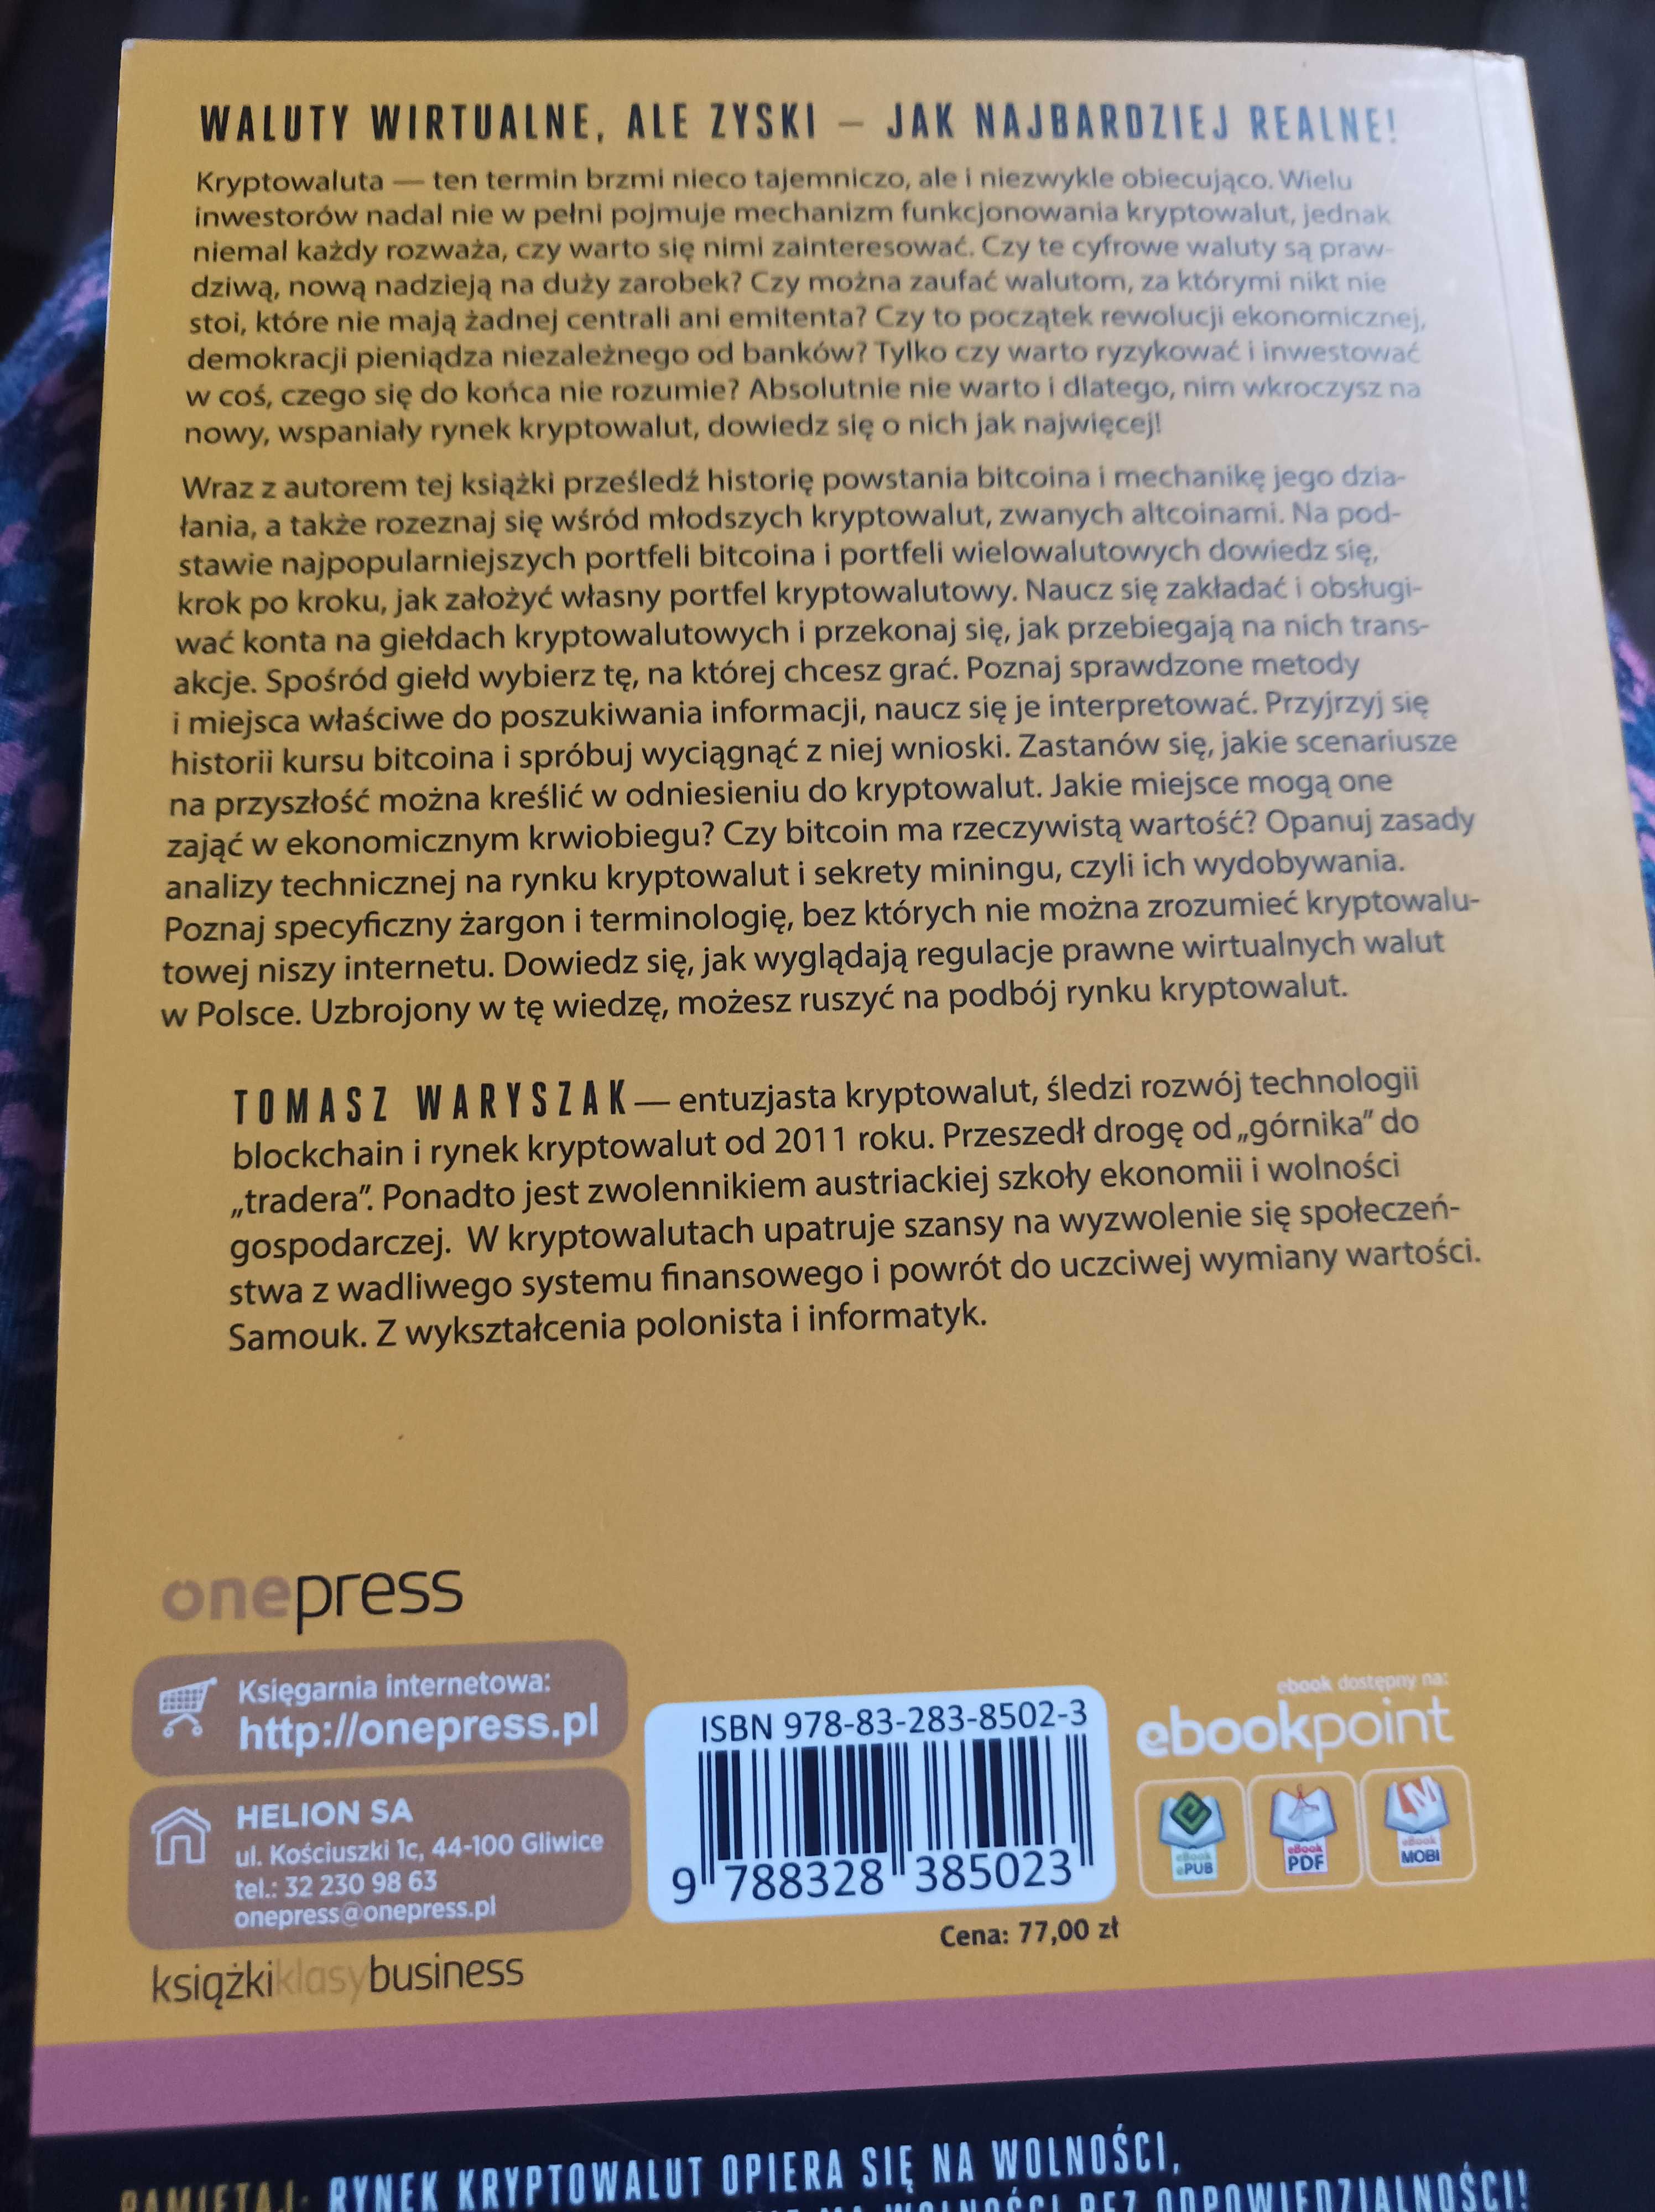 WALUTY WIRTUALNE, ALE ZYSKI – JAK NAJBARDZIEJ REALNE!
Kryptowaluta — ten termin brzmi nieco tajemniczo, ale i niezwykle obiecująco. Wielu
inwestorów nadal nie w pełni pojmuje mechanizm funkcjonowania kryptowalut, jednak
niemal każdy rozważa, czy warto się nimi zainteresować. Czy te cyfrowe waluty są praw-
dziwą, nową nadzieją na duży zarobek? Czy można zaufać walutom, za którymi nikt nie
stoi, które nie mają żadnej centrali ani emitenta? Czy to początek rewolucji ekonomicznej,
demokracji pieniądza niezależnego od banków? Tylko czy warto ryzykować i inwestować
w coś, czego się do końca nie rozumie? Absolutnie nie warto i dlatego, nim wkroczysz na
nowy, wspaniały rynek kryptowalut, dowiedz się o nich jak najwięcej!
Wraz z autorem tej książki prześledź historię powstania bitcoina i mechanikę jego dzia-
łania, a także rozeznaj się wśród młodszych kryptowalut, zwanych altcoinami. Na pod-
stawie najpopularniejszych portfeli bitcoina i portfeli wielowalutowych dowiedz się,
krok po kroku, jak założyć własny portfel kryptowalutowy. Naucz się zakładać i obsługi-
wać konta na giełdach kryptowalutowych i przekonaj się, jak przebiegają na nich trans-
akcje. Spośród giełd wybierz tę, na której chcesz grać. Poznaj sprawdzone metody
i miejsca właściwe do poszukiwania informacji, naucz się je interpretować. Przyjrzyj się
historii kursu bitcoina i spróbuj wyciągnąć z niej wnioski. Zastanów się, jakie scenariusze
na przyszłość można kreślić w odniesieniu do kryptowalut. Jakie miejsce mogą one
zająć w ekonomicznym krwiobiegu? Czy bitcoin ma rzeczywistą wartość? Opanuj zasady
analizy technicznej na rynku kryptowalut i sekrety miningu, czyli ich wydobywania.
Poznaj specyficzny żargon i terminologię, bez których nie można zrozumieć kryptowalu-
towej niszy internetu. Dowiedz się, jak wyglądają regulacje prawne wirtualnych walut
w Polsce. Uzbrojony w tę wiedzę, możesz ruszyć na podbój rynku kryptowalut.
TOMASZ WARYSZAK — entuzjasta kryptowalut, śledzi rozwój technologii
blockchain i rynek kryptowalut od 2011 roku. Przeszedł drogę od „górnika” do
„tradera”. Ponadto jest zwolennikiem austriackiej szkoły ekonomii i wolności
gospodarczej. W kryptowalutach upatruje szansy na wyzwolenie się społeczeń-
stwa z wadliwego systemu finansowego i powrót do uczciwej wymiany wartości.
Samouk. Z wykształcenia polonista i informatyk.
onepress
Księgarnia internetowa:
http://onepress.pl
HELION SA
ul. Kościuszki 1c, 44-100 Gliwice
tel.: 32 230 98 63
onepress@onepress.pl
książkiklasybusiness
ISBN 978-83-283-8502-3
9 788328 385023
Cena: 77,00 zł
ebook dostępny na:
ebookpoint
eBook ePUB
eBook PDF
eBook MOBI
PAMIĘTAJ: RYNEK KRYPTOWALUT OPIERA SIĘ NA WOLNOŚCI,
MA WOLNOŚCI BEZ ODPOWIEDZIALNOŚCI!